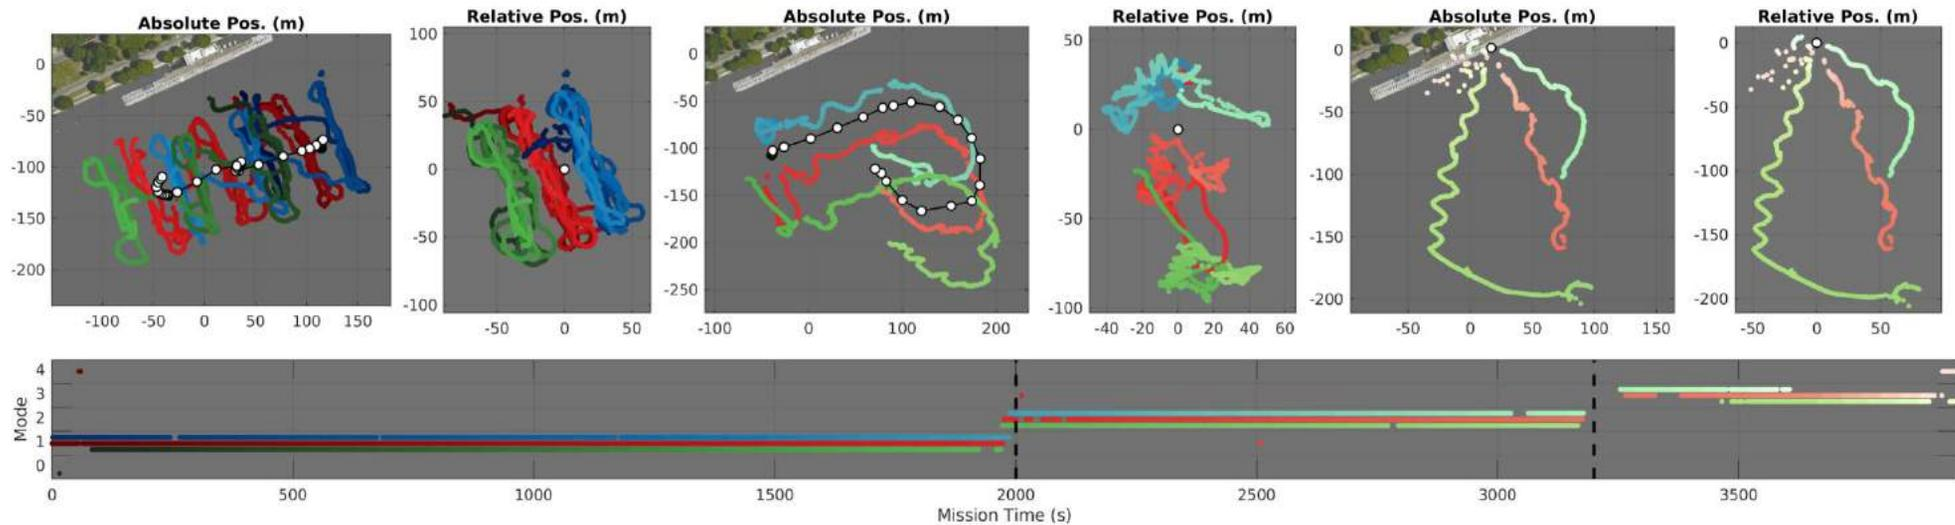 Absolute Pos. (m)
Relative Pos. (m)
Absolute Pos. (m)
Relative Pos. (m)
Absolute Pos. (m)
Relative Pos. (m)
0
-50
-100
-150
-200
-100 -50 0 50 100 150
100
50
0
-50
-100
-50 0 50
0
-50
-100
-150
-200
-250
-100 0 100 200
50
0
-50
-100
-40 -20 0 20 40 60
0
-50
-100
-150
-200
-50 0 50 100 150
0
-50
-100
-150
-200
-50 0 50
Mode
4
3
2
1
0
0 500 1000 1500 2000 2500 3000 3500
Mission Time (s)